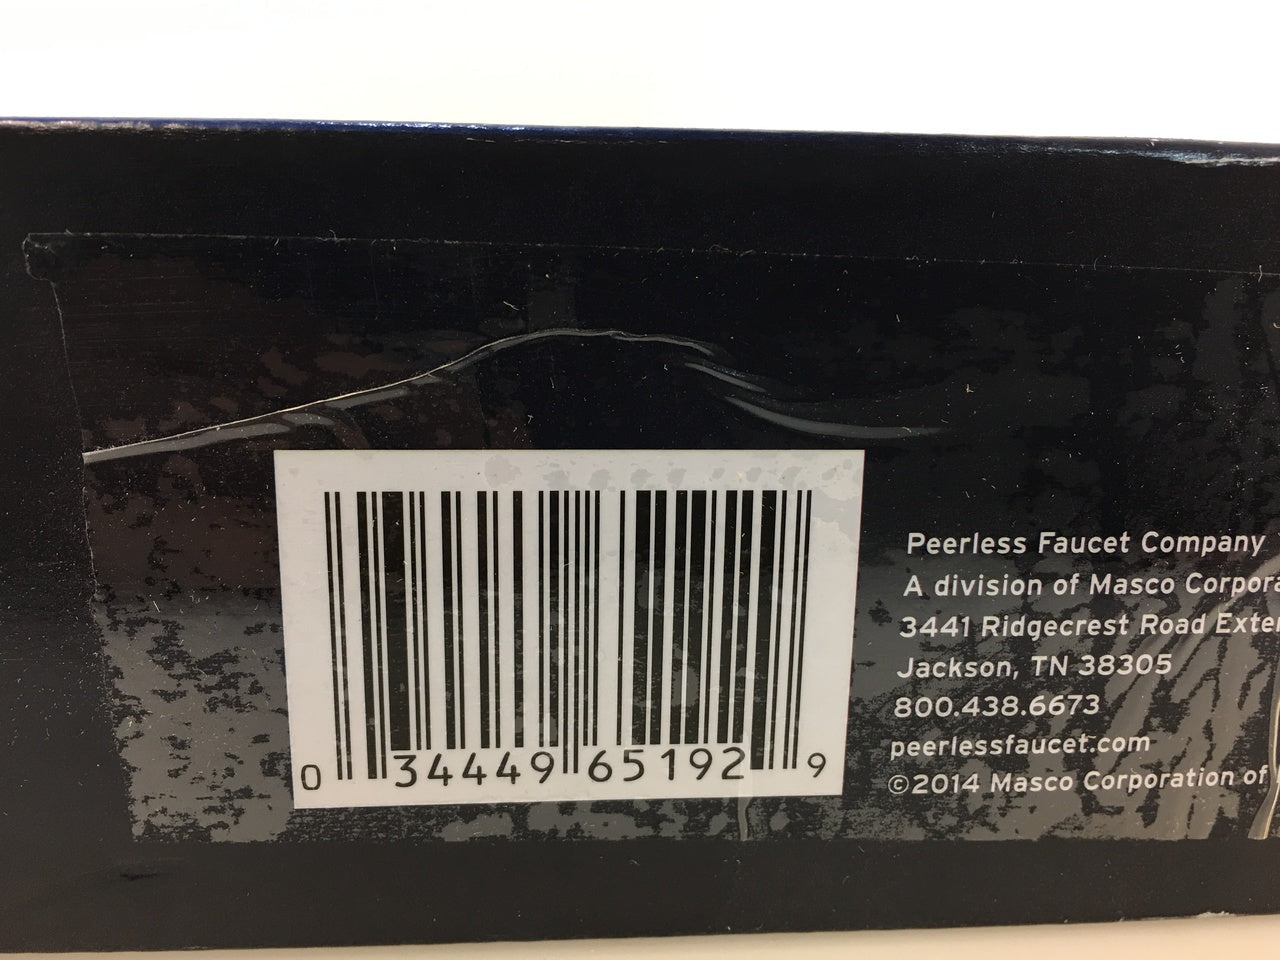 0 34449 65192 9
Peerless Faucet Company
A division of Masco
3441 Ridgecrest Road
Jackson, TN 38305
800.438.6673
peerlessfaucet.com
©2014 Masco Corporation of